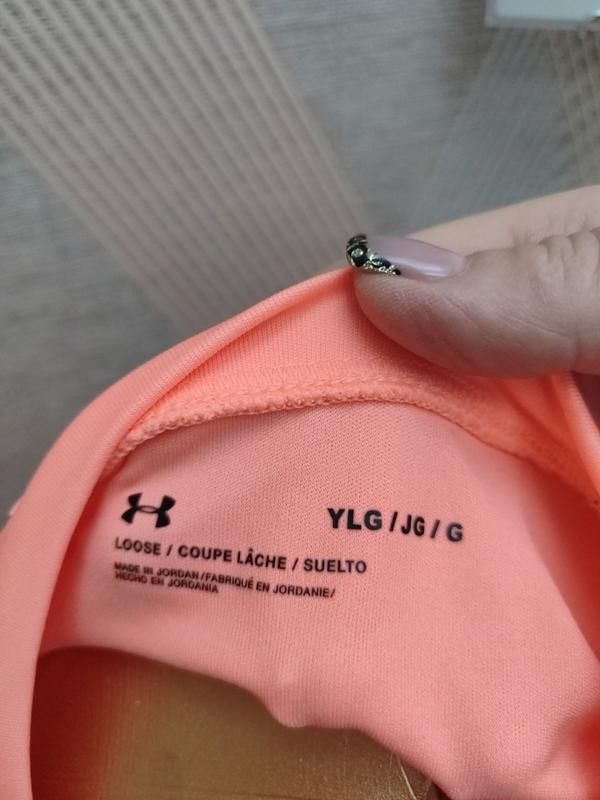 YLG / JG / G
LOOSE / COUPE LÂCHE / SUELTO
MADE IN JORDAN / FABRIQUÉ EN JORDANIE /
HECHO EN JORDANIA